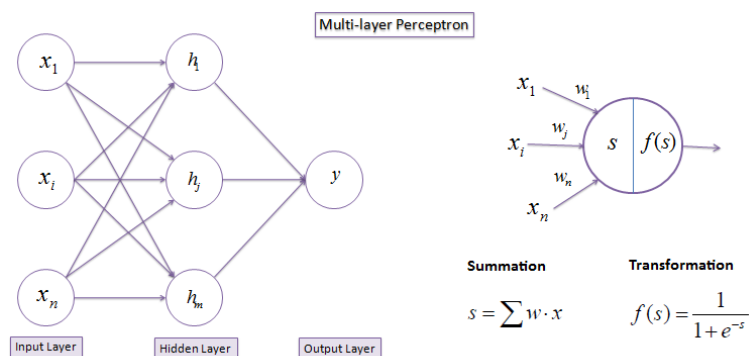 Multi-layer Perceptron
x₁
h₁
xᵢ
hⱼ
y
xₙ
hₘ
Input Layer
Hidden Layer
Output Layer
x₁
w₁
xᵢ
wⱼ
xₙ
wₙ
s
f(s)
Summation
s = ∑ w · x
Transformation
f(s) = 1 / (1 + e⁻ˢ)